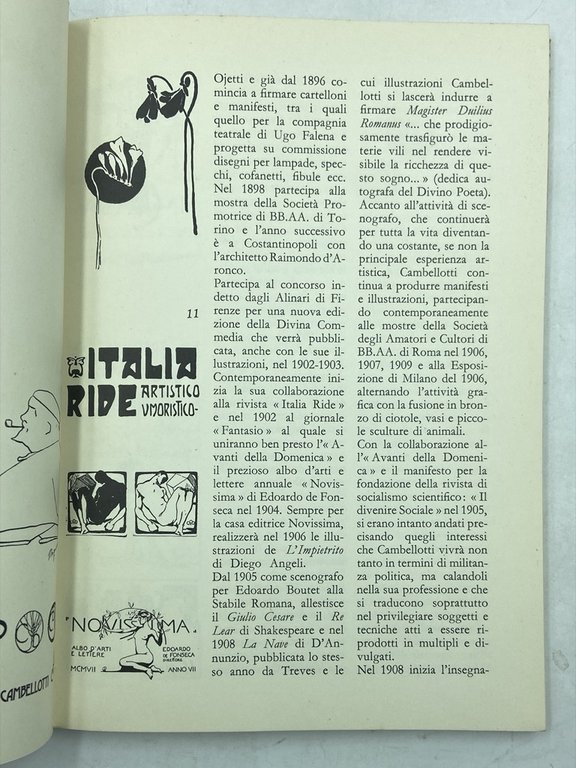 CAMBELLOTTI
11
ITALIA
RIDE
ARTISTICO
VMORISTICO-
NOVISSIMA.
ALBO D'ARTI
E LETTERE
EDOARDO
DE FONSECA
DIRETTORE
MCMVII
ANNO VII
Ojetti e già dal 1896 co-
mincia a firmare cartelloni
e manifesti, tra i quali
quello per la compagnia
teatrale di Ugo Falena e
progetta su commissione
disegni per lampade, spec-
chi, cofanetti, fibule ecc.
Nel 1898 partecipa alla
mostra della Società Pro-
motrice di BB.AA. di To-
rino e l'anno successivo
è a Costantinopoli con
l'architetto Raimondo d'A-
ronco.
Partecipa al concorso in-
detto dagli Alinari di Fi-
renze per una nuova edi-
zione della Divina Com-
media che verrà pubbli-
cata, anche con le sue il-
lustrazioni, nel 1902-1903.
Contemporaneamente ini-
zia la sua collaborazione
alla rivista « Italia Ride »
e nel 1902 al giornale
« Fantasio » al quale si
uniranno ben presto l'« A-
vanti della Domenica » e
il prezioso albo d'arti e
lettere annuale « Novis-
sima » di Edoardo de Fon-
seca nel 1904. Sempre per
la casa editrice Novissima,
realizzerà nel 1906 le illu-
strazioni de L'Impietrito
di Diego Angeli.
Dal 1905 come scenografo
per Edoardo Boutet alla
Stabile Romana, allestisce
il Giulio Cesare e il Re
Lear di Shakespeare e nel
1908 La Nave di D'An-
nunzio, pubblicata lo stes-
so anno da Treves e le
cui illustrazioni Cambel-
lotti si lascerà indurre a
firmare Magister Duilius
Romanus «... che prodigio-
samente trasfigurò le ma-
terie vili nel rendere vi-
sibile la ricchezza di que-
sto sogno... » (dedica auto-
grafa del Divino Poeta).
Accanto all'attività di sce-
nografo, che continuerà
per tutta la vita diventan-
do una costante, se non la
principale esperienza ar-
tistica, Cambellotti conti-
nua a produrre manifesti
e illustrazioni, partecipan-
do contemporaneamente
alle mostre della Società
degli Amatori e Cultori di
BB.AA. di Roma nel 1906,
1907, 1909 e alla Esposi-
zione di Milano del 1906,
alternando l'attività gra-
fica con la fusione in bron-
zo di ciotole, vasi e picco-
le sculture di animali.
Con la collaborazione al-
l'« Avanti della Domeni-
ca » e il manifesto per la
fondazione della rivista di
socialismo scientifico: « Il
divenire Sociale » nel 1905,
si erano intanto andati pre-
cisando quegli interessi
che Cambellotti vivrà non
tanto in termini di militan-
za politica, ma calandoli
nella sua professione e che
si traducono soprattutto
nel privilegiare soggetti e
tecniche atti a essere ri-
prodotti in multipli e di-
vulgati.
Nel 1908 inizia l'insegna-